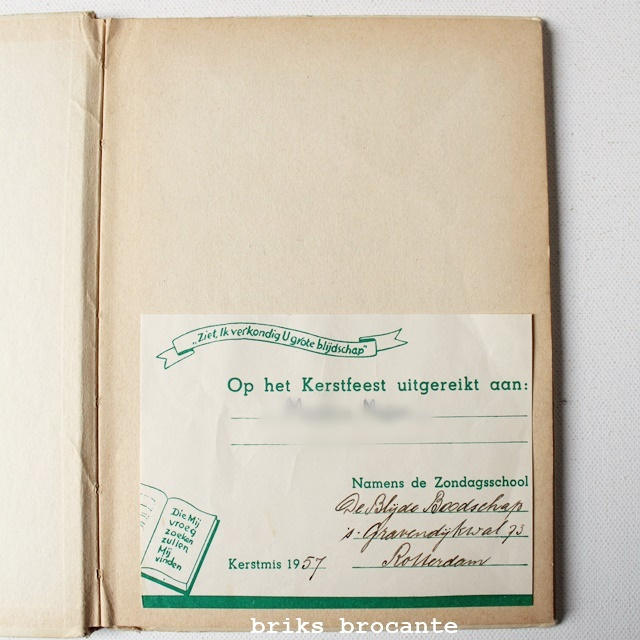 „Ziet, Ik verkondig U grote blijdschap"
Op het Kerstfeest uitgereikt aan:
Namens de Zondagsschool
De Blijde Boodschap
's-Gravendijkwal 73
Rotterdam
Kerstmis 1957
Die Mij
vroeg
zoeken
zullen
Mij
vinden
briks brocante